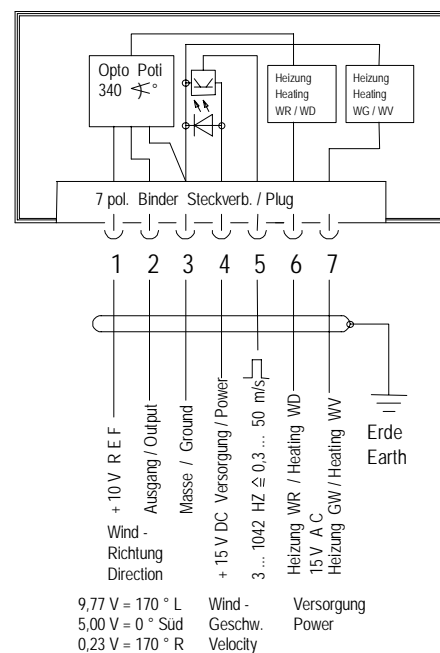 Opto Poti
340 °
Heizung
Heating
WR / WD
Heizung
Heating
WG / WV
7 pol. Binder Steckverb. / Plug
1 2 3 4 5 6 7
+ 10 V R E F
Ausgang / Output
Masse / Ground
+ 15 V DC Versorgung / Power
3 ... 1042 HZ ≙ 0,3 ... 50 m/s
Heizung WR / Heating WD
15 V A C
Heizung GW / Heating WV
Erde
Earth
Wind -
Richtung
Direction
9,77 V = 170 ° L
5,00 V = 0 ° Süd
0,23 V = 170 ° R
Wind -
Geschw.
Velocity
Versorgung
Power